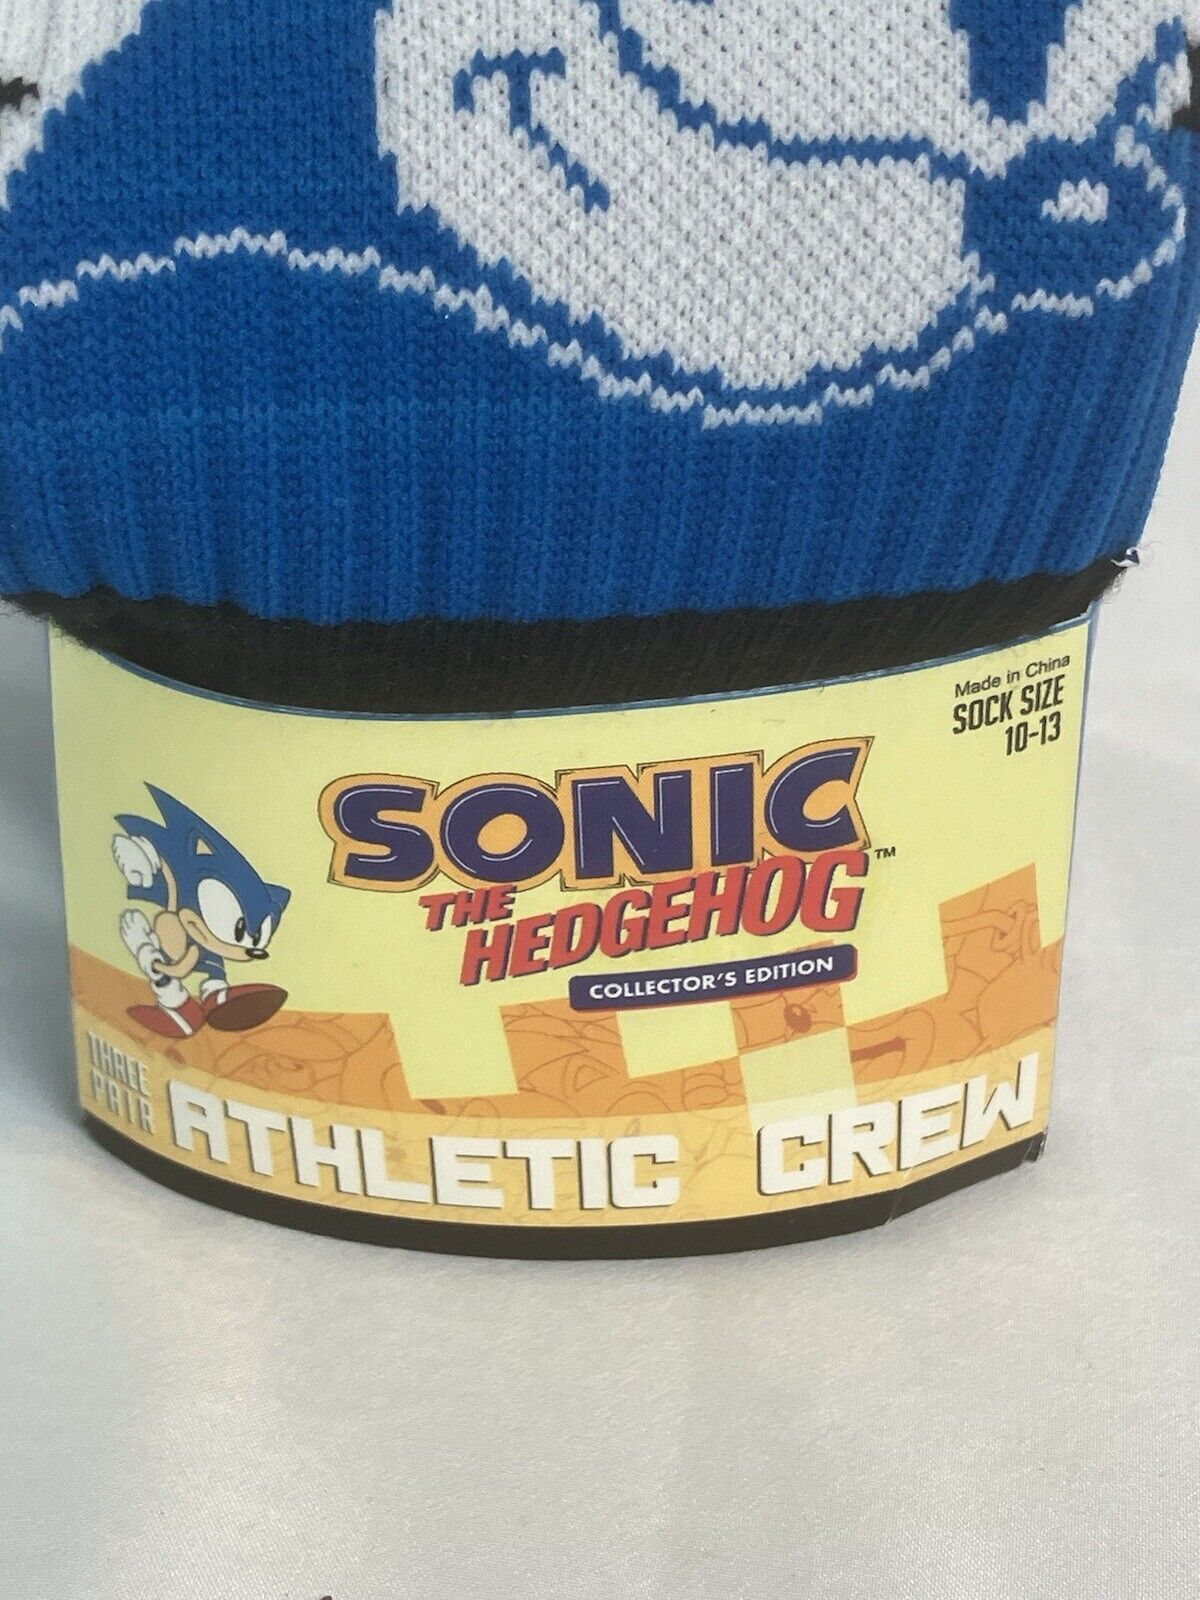 Made in China
SOCK SIZE
10-13
SONIC
THE
HEDGEHOG™
COLLECTOR'S EDITION
THREE
PAIR
ATHLETIC CREW